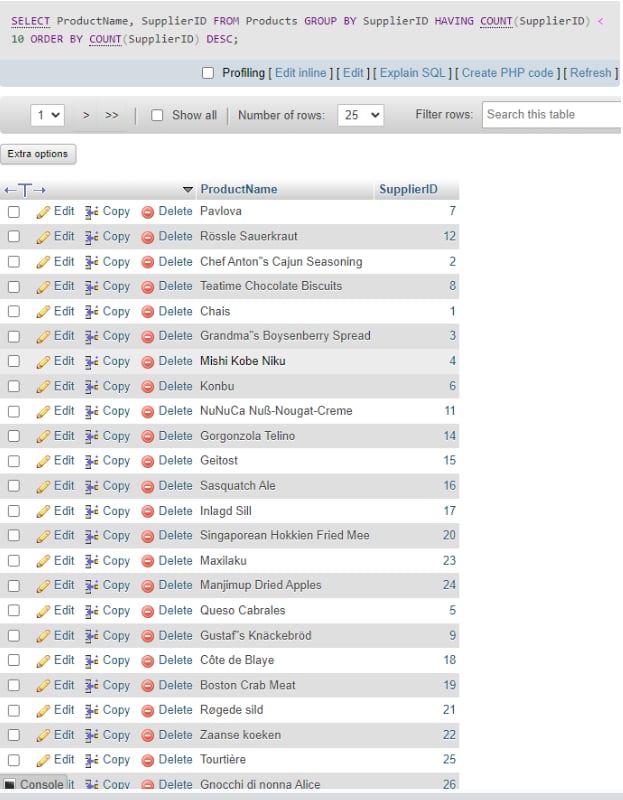 SELECT ProductName, SupplierID FROM Products GROUP BY SupplierID HAVING COUNT(SupplierID) <
10 ORDER BY COUNT(SupplierID) DESC;
Profiling [ Edit inline ] [ Edit ] [ Explain SQL ] [ Create PHP code ] [ Refresh ]
1 > >> Show all Number of rows: 25 Filter rows: Search this table
Extra options
←T→ ProductName SupplierID
Edit Copy Delete Pavlova 7
Edit Copy Delete Rössle Sauerkraut 12
Edit Copy Delete Chef Anton"s Cajun Seasoning 2
Edit Copy Delete Teatime Chocolate Biscuits 8
Edit Copy Delete Chais 1
Edit Copy Delete Grandma"s Boysenberry Spread 3
Edit Copy Delete Mishi Kobe Niku 4
Edit Copy Delete Konbu 6
Edit Copy Delete NuNuCa Nuß-Nougat-Creme 11
Edit Copy Delete Gorgonzola Telino 14
Edit Copy Delete Geitost 15
Edit Copy Delete Sasquatch Ale 16
Edit Copy Delete Inlagd Sill 17
Edit Copy Delete Singaporean Hokkien Fried Mee 20
Edit Copy Delete Maxilaku 23
Edit Copy Delete Manjimup Dried Apples 24
Edit Copy Delete Queso Cabrales 5
Edit Copy Delete Gustaf"s Knäckebröd 9
Edit Copy Delete Côte de Blaye 18
Edit Copy Delete Boston Crab Meat 19
Edit Copy Delete Røgede sild 21
Edit Copy Delete Zaanse koeken 22
Edit Copy Delete Tourtière 25
Console it Copy Delete Gnocchi di nonna Alice 26